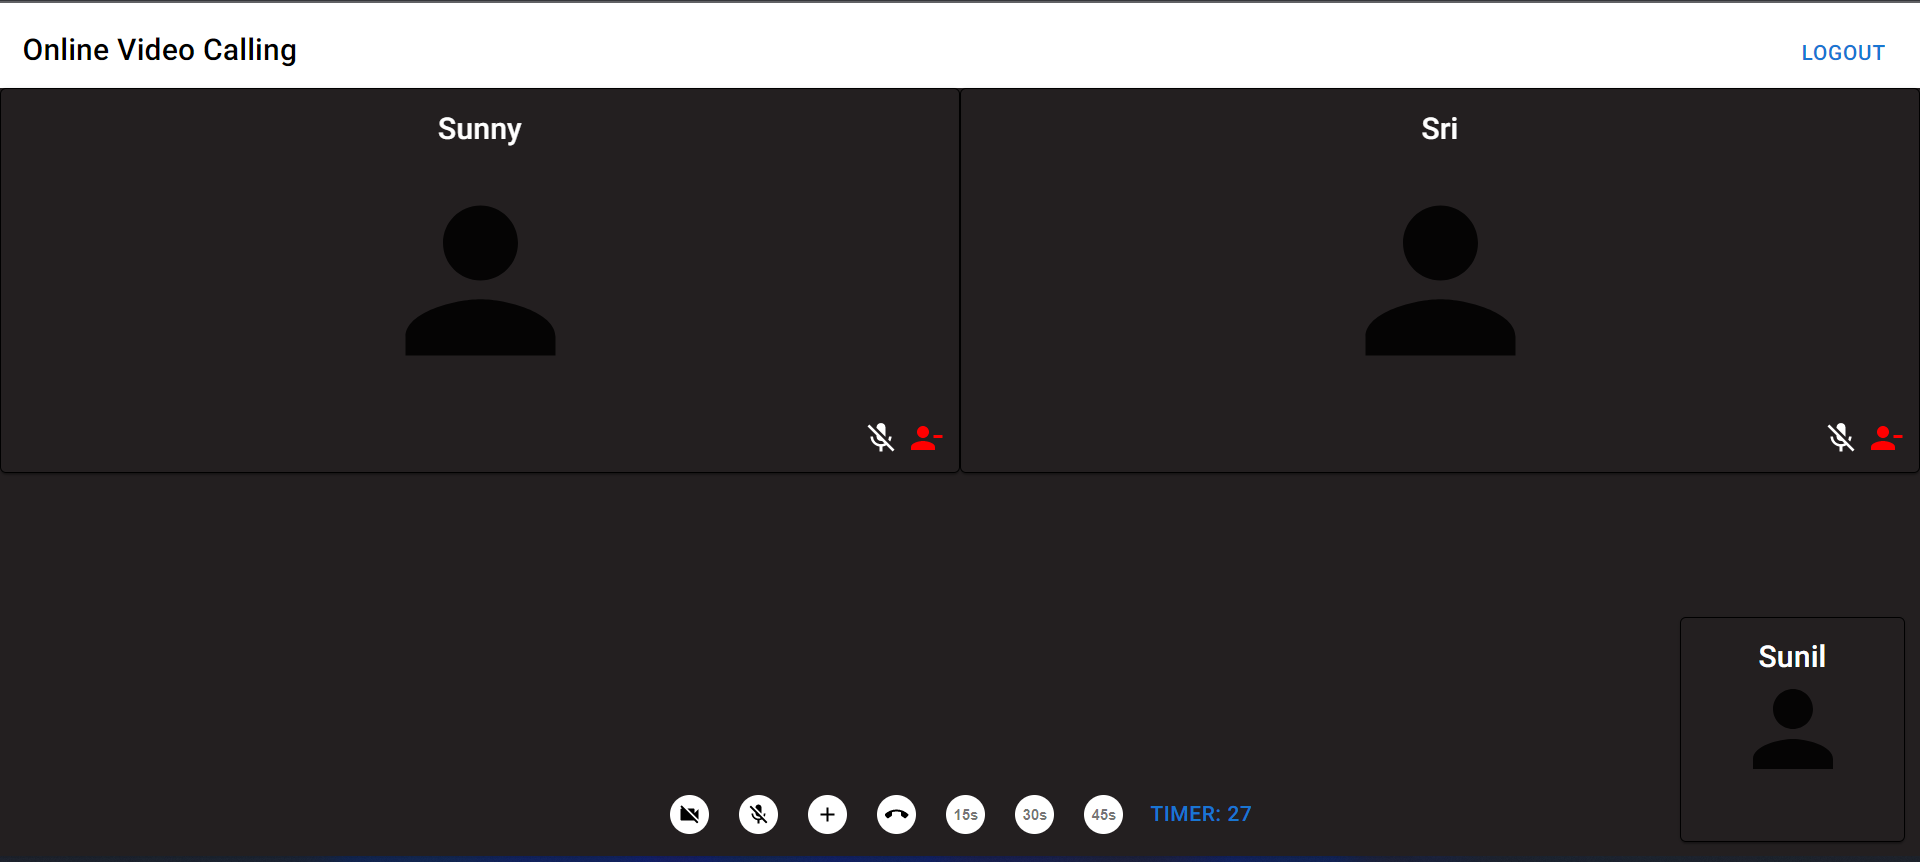 Online Video Calling
LOGOUT
Sunny
Sri
Sunil
15s
30s
45s
TIMER: 27